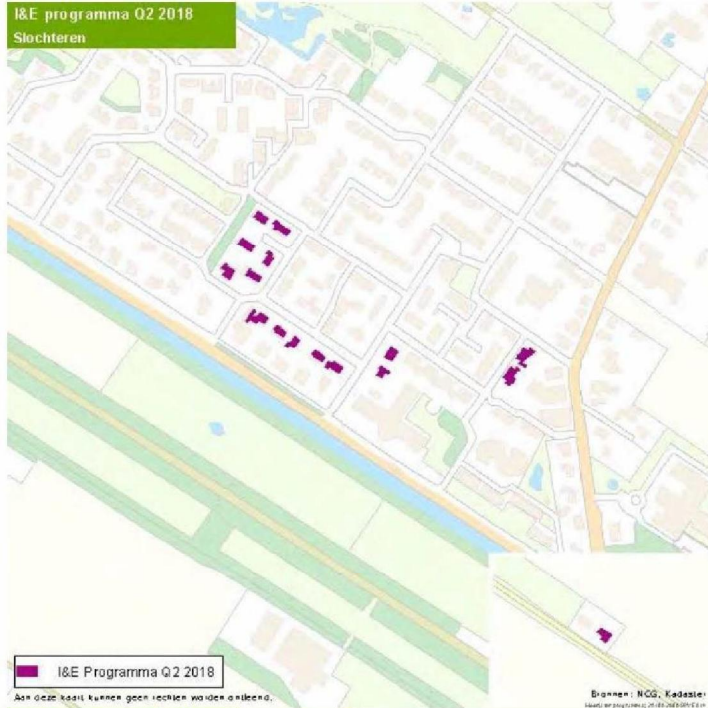 I&E programma Q2 2018
Slochteren
I&E Programma Q2 2018
Aan deze kaart kunnen geen rechten worden ontleend.
Bronnen: NCG, Kadaster